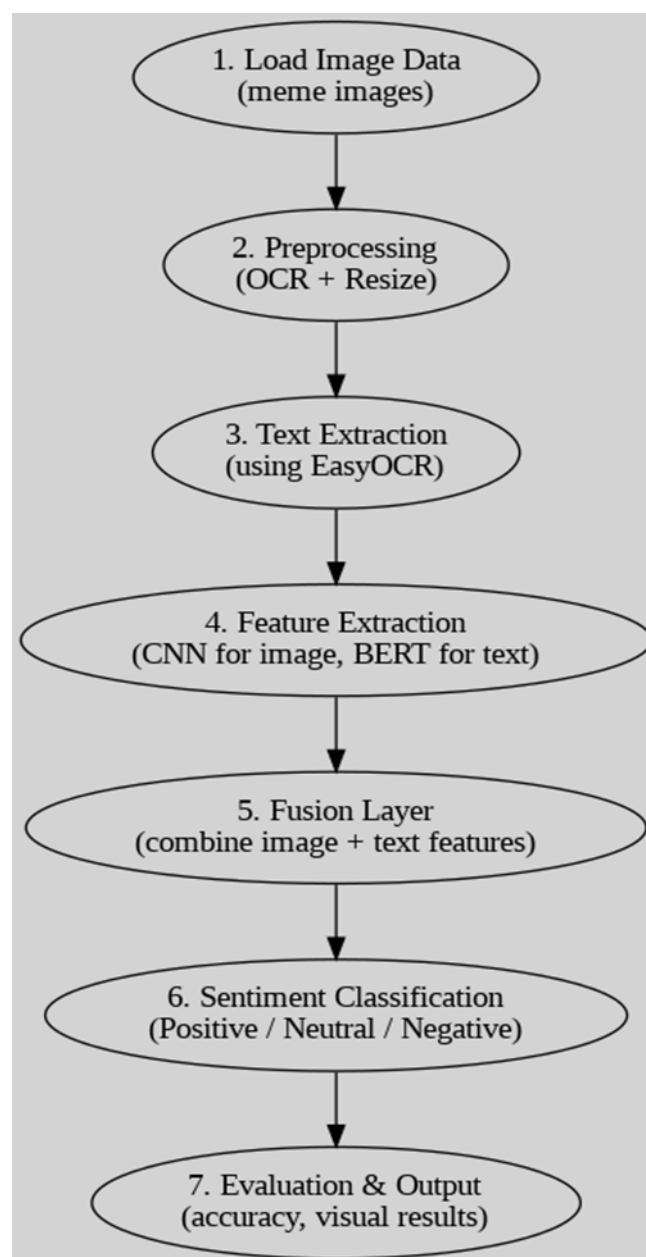 1. Load Image Data
(meme images)
2. Preprocessing
(OCR + Resize)
3. Text Extraction
(using EasyOCR)
4. Feature Extraction
(CNN for image, BERT for text)
5. Fusion Layer
(combine image + text features)
6. Sentiment Classification
(Positive / Neutral / Negative)
7. Evaluation & Output
(accuracy, visual results)